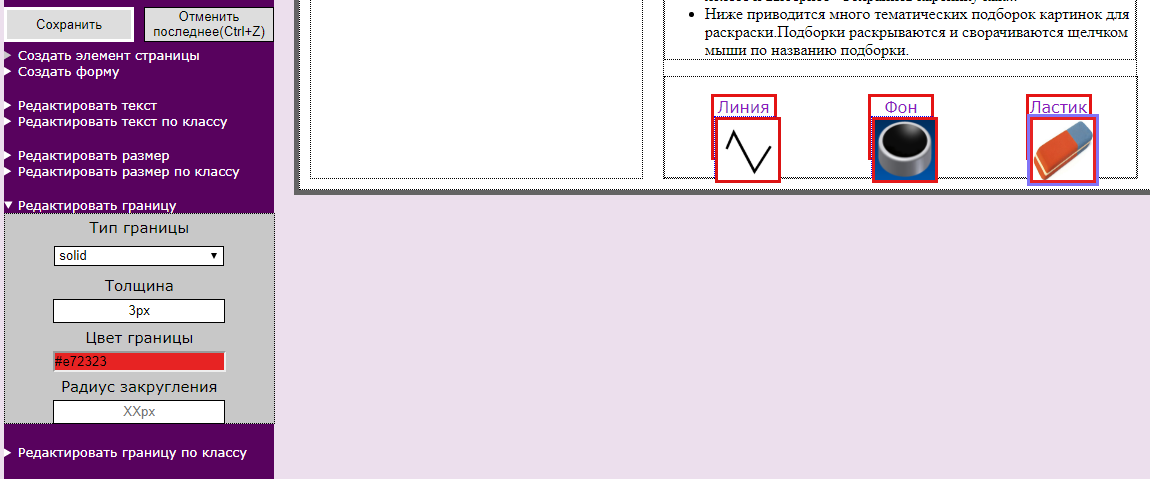 Сохранить
Отменить
последнее(Ctrl+Z)
Создать элемент страницы
Создать форму
Редактировать текст
Редактировать текст по классу
Редактировать размер
Редактировать размер по классу
Редактировать границу
Тип границы
solid
Толщина
3px
Цвет границы
#e72323
Радиус закругления
XXpx
Редактировать границу по классу
Ниже приводится много тематических подборок картинок для
раскраски.Подборки раскрываются и сворачиваются щелчком
мыши по названию подборки.
Линия
Фон
Ластик